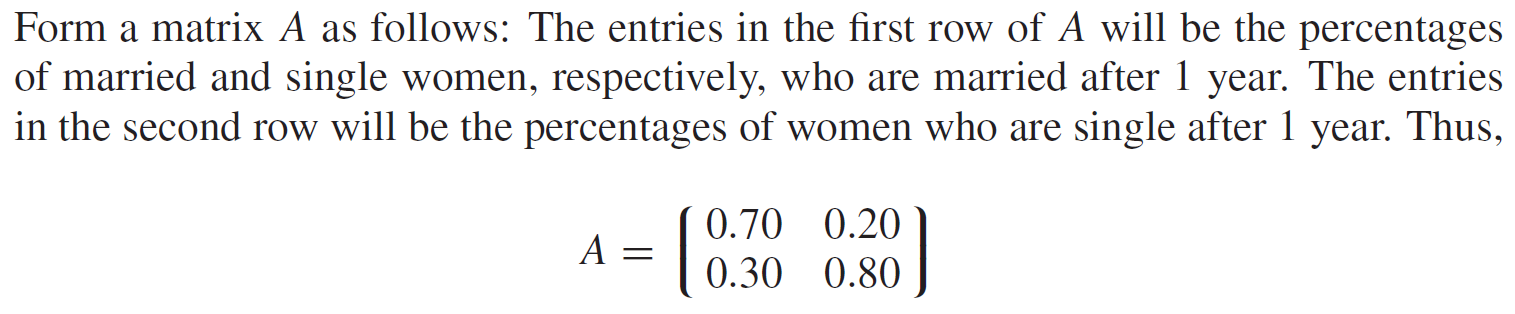 Form a matrix A as follows: The entries in the first row of A will be the percentages
of married and single women, respectively, who are married after 1 year. The entries
in the second row will be the percentages of women who are single after 1 year. Thus,
A = ( 0.70 0.20
0.30 0.80 )